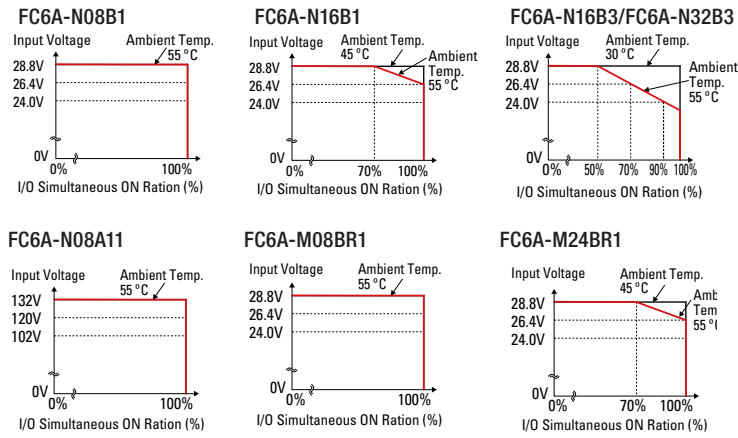 FC6A-N08B1
Input Voltage
Ambient Temp.
55 °C
28.8V
26.4V
24.0V
0V
0%
100%
I/O Simultaneous ON Ration (%)
FC6A-N16B1
Input Voltage
Ambient Temp.
45 °C
Ambient
Temp.
55 °C
28.8V
26.4V
24.0V
0V
0%
70%
100%
I/O Simultaneous ON Ration (%)
FC6A-N16B3/FC6A-N32B3
Input Voltage
Ambient Temp.
30 °C
Ambient
Temp.
55 °C
28.8V
26.4V
24.0V
0V
0%
50%
70%
90%
100%
I/O Simultaneous ON Ration (%)
FC6A-N08A11
Input Voltage
Ambient Temp.
55 °C
132V
120V
102V
0V
0%
100%
I/O Simultaneous ON Ration (%)
FC6A-M08BR1
Input Voltage
Ambient Temp.
55 °C
28.8V
26.4V
24.0V
0V
0%
100%
I/O Simultaneous ON Ration (%)
FC6A-M24BR1
Input Voltage
Ambient Temp.
45 °C
Amb
Tem
55 °
28.8V
26.4V
24.0V
0V
0%
70%
100%
I/O Simultaneous ON Ration (%)